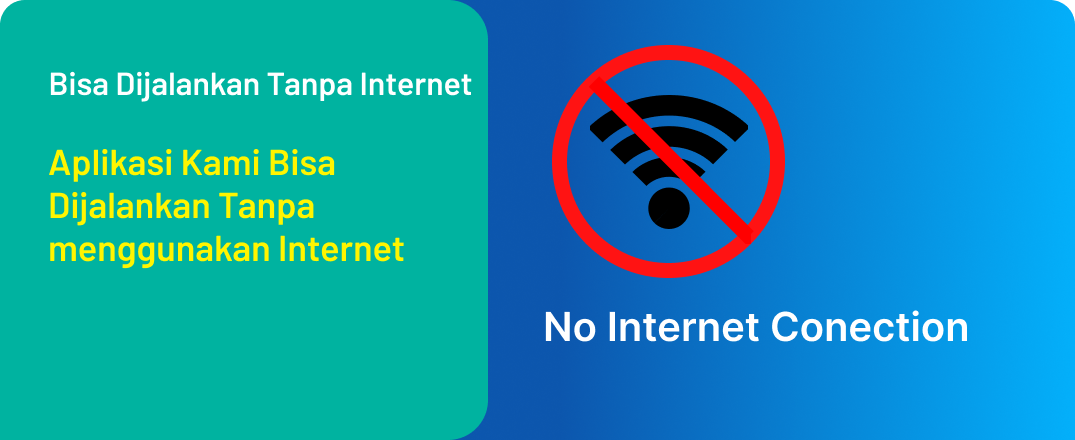 Bisa Dijalankan Tanpa Internet
Aplikasi Kami Bisa
Dijalankan Tanpa
menggunakan Internet
No Internet Conection